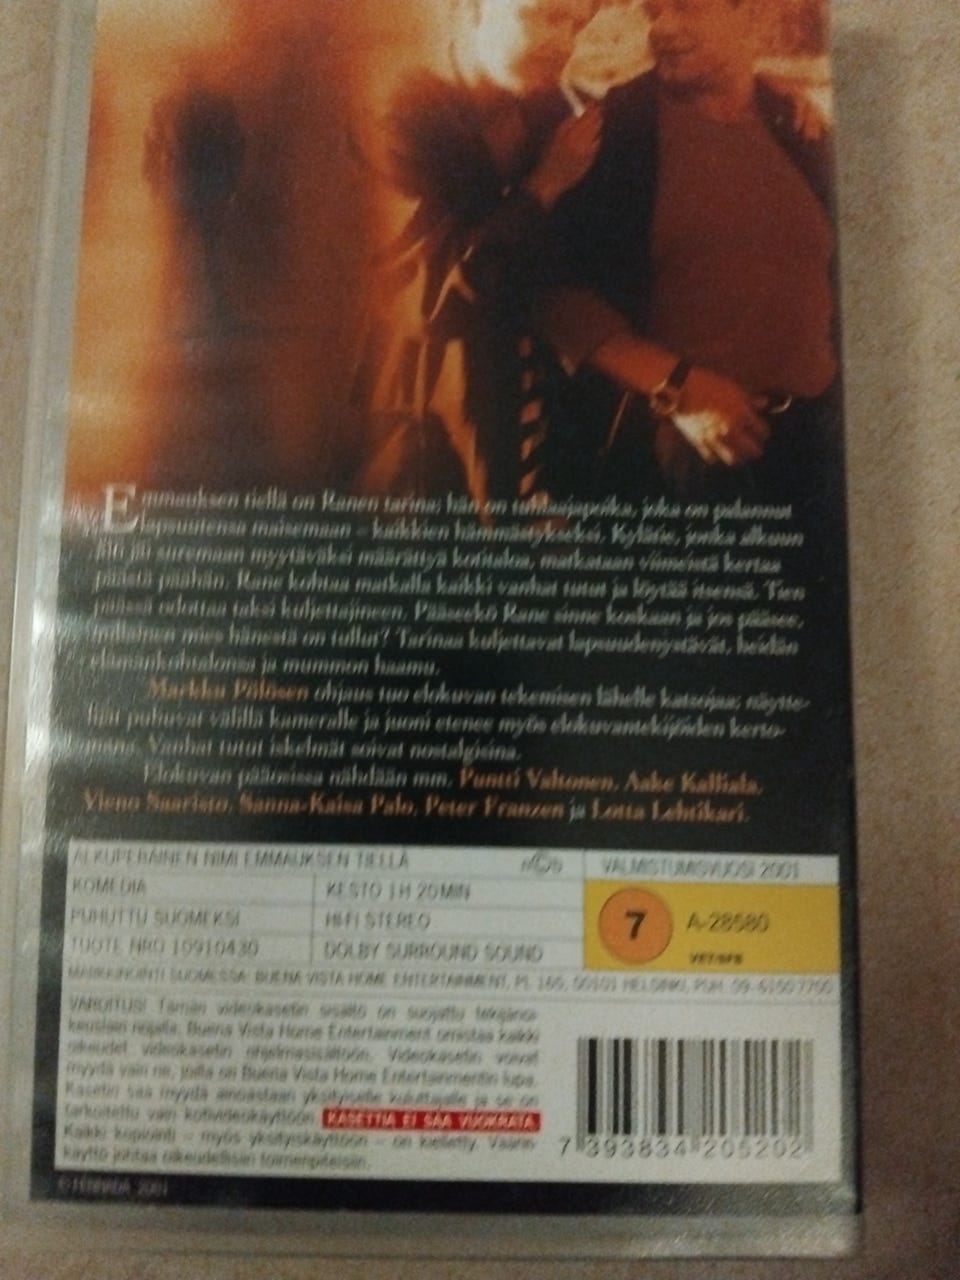 Emmauksen tiellä on Ranen tarina; hän on tuhlaajapoika, joka on palannut
lapsuutensa maisemaan – kaikkien hämmästykseksi. Kylätie, jonka alkuun
äiti jäi suremaan myytäväksi määrättyä kotitaloa, matkataan viimeistä kertaa
päästä päähän. Rane kohtaa matkalla kaikki vanhat tutut ja löytää itsensä. Tien
päässä odottaa taksi kuljettajineen. Pääseekö Rane sinne koskaan ja jos pääsee,
millainen mies hänestä on tullut? Tarinaa kuljettavat lapsuudenystävät, heidän
elämänkohtalonsa ja mummon haamu.
Markku Pölösen ohjaus tuo elokuvan tekemisen lähelle katsojaa; näytte-
lijät puhuvat välillä kameralle ja juoni etenee myös elokuvantekijöiden kerto-
mana. Vanhat tutut iskelmät soivat nostalgisina.
Elokuvan pääosissa nähdään mm. Puntti Valtonen, Aake Kalliala,
Vieno Saaristo, Sanna-Kaisa Palo, Peter Franzen ja Lotta Lehtikari.
ALKUPERÄINEN NIMI EMMAUKSEN TIELLÄ
VALMISTUMISVUOSI 2001
KOMEDIA
KESTO 1H 20MIN
PUHUTTU SUOMEKSI
HI-FI STEREO
7
A-28580
TUOTE NRO 10910430
DOLBY SURROUND SOUND
VET/SFB
MARKKINOINTI SUOMESSA: BUENA VISTA HOME ENTERTAINMENT, PL 165, 00101 HELSINKI, PUH. 09-6150 7700
VAROITUS! Tämän videokasetin sisältö on suojattu tekijänoi-
keuslain nojalla. Buena Vista Home Entertainment omistaa kaikki
oikeudet videokasetin ohjelmasisältöön. Videokasetin voivat
myydä vain ne, joilla on Buena Vista Home Entertainmentin lupa.
Kasetin saa myydä ainoastaan yksityiselle kuluttajalle ja se on
tarkoitettu vain kotivideokäyttöön. KASETTIA EI SAA VUOKRATA.
Kaikki kopiointi – myös yksityiskäyttöön – on kielletty. Väärin-
käyttö johtaa oikeudellisiin toimenpiteisiin.
7 393834 205202
© FENNADA, 2001